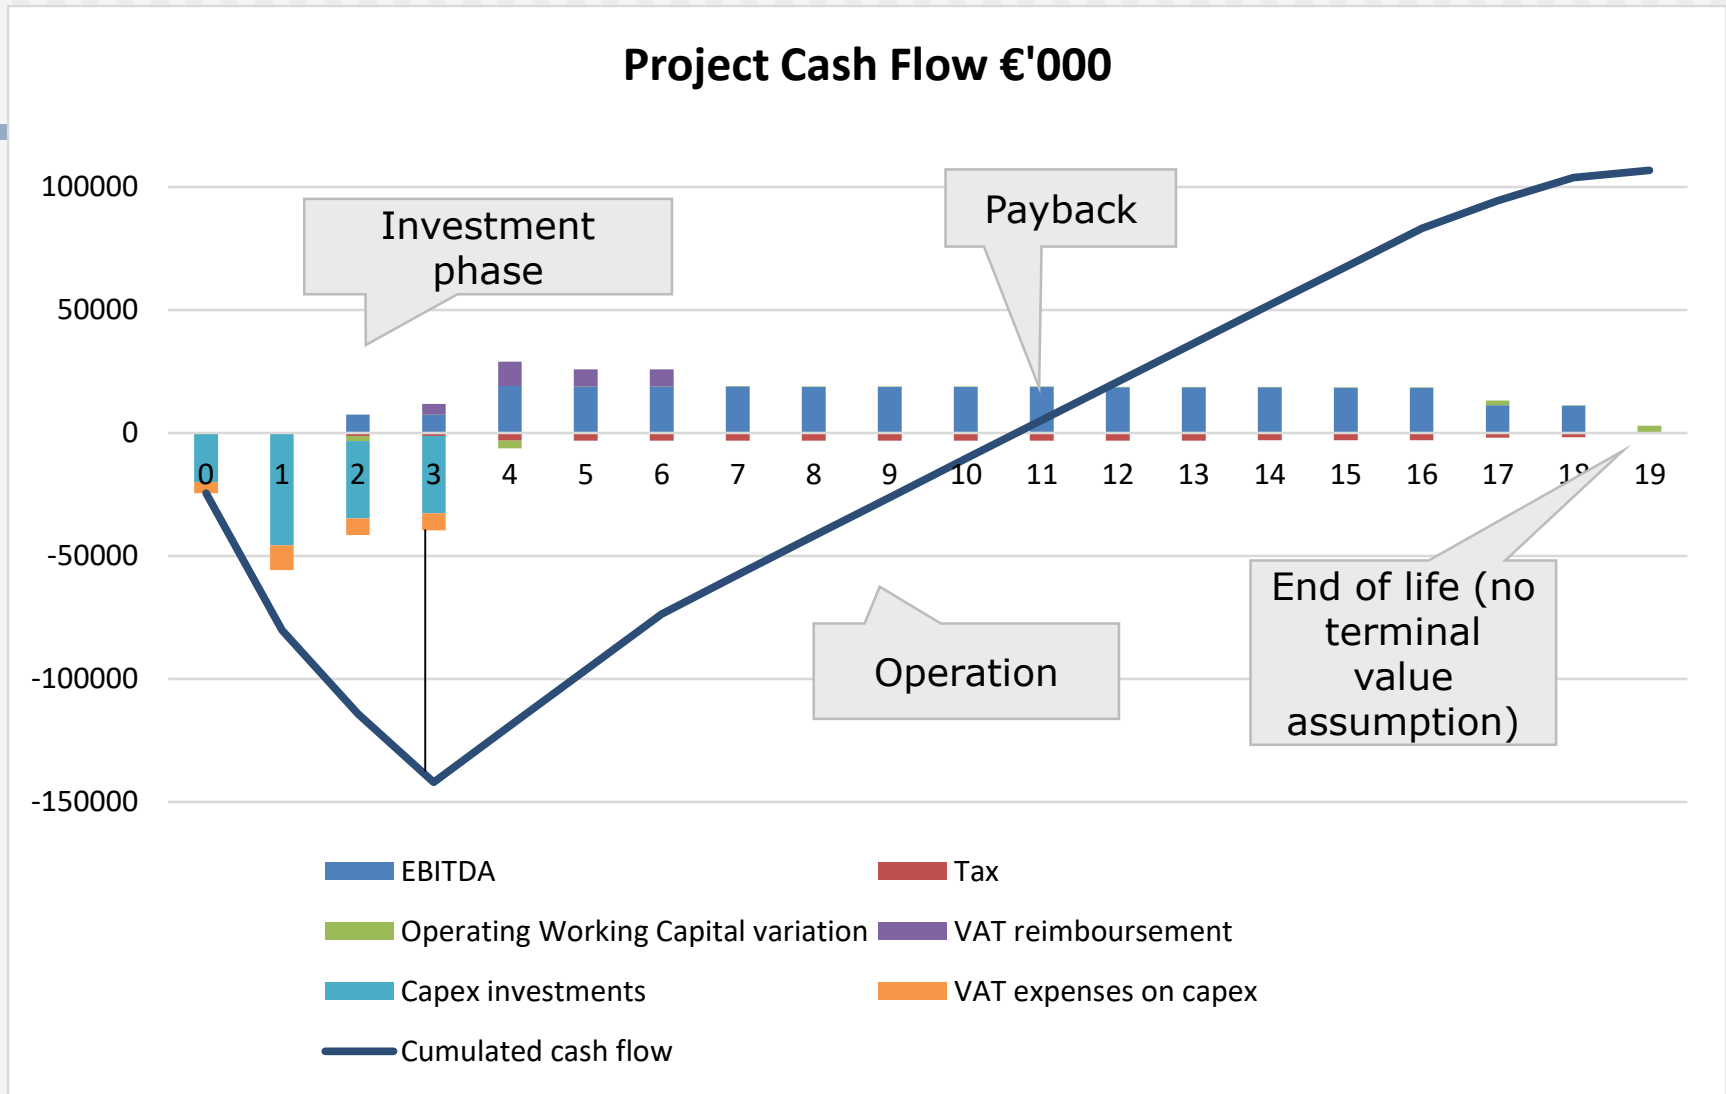 Project Cash Flow €'000
100000
50000
0
-50000
-100000
-150000
Investment
phase
Payback
0 1 2 3 4 5 6 7 8 9 10 11 12 13 14 15 16 17 18 19
Operation
End of life (no
terminal
value
assumption)
EBITDA
Tax
Operating Working Capital variation
VAT reimboursement
Capex investments
VAT expenses on capex
Cumulated cash flow